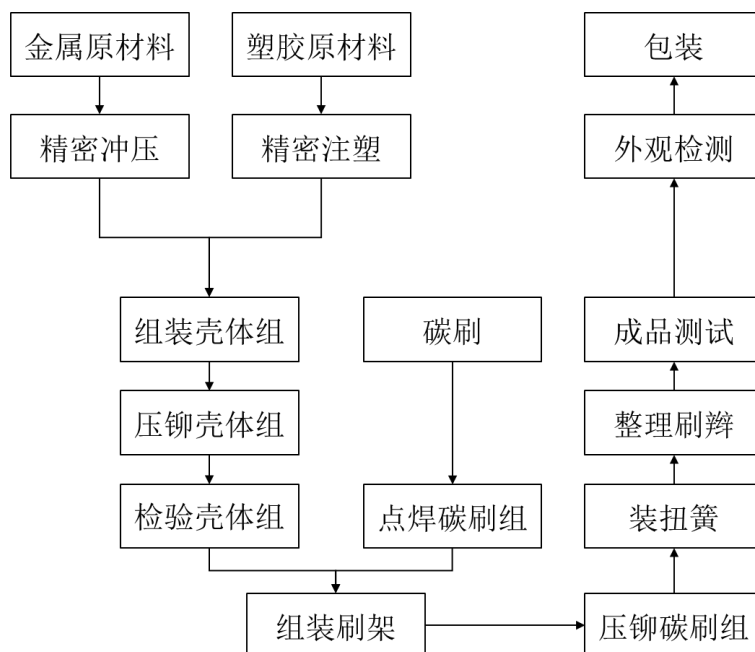 金属原材料
塑胶原材料
包装
精密冲压
精密注塑
外观检测
组装壳体组
碳刷
成品测试
压铆壳体组
整理刷辫
检验壳体组
点焊碳刷组
装扭簧
组装刷架
压铆碳刷组